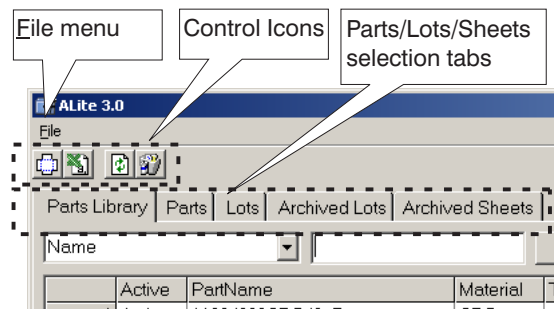 File menu
Control Icons
Parts/Lots/Sheets
selection tabs
ALite 3.0
File
Parts Library Parts Lots Archived Lots Archived Sheets
Name
Active PartName Material